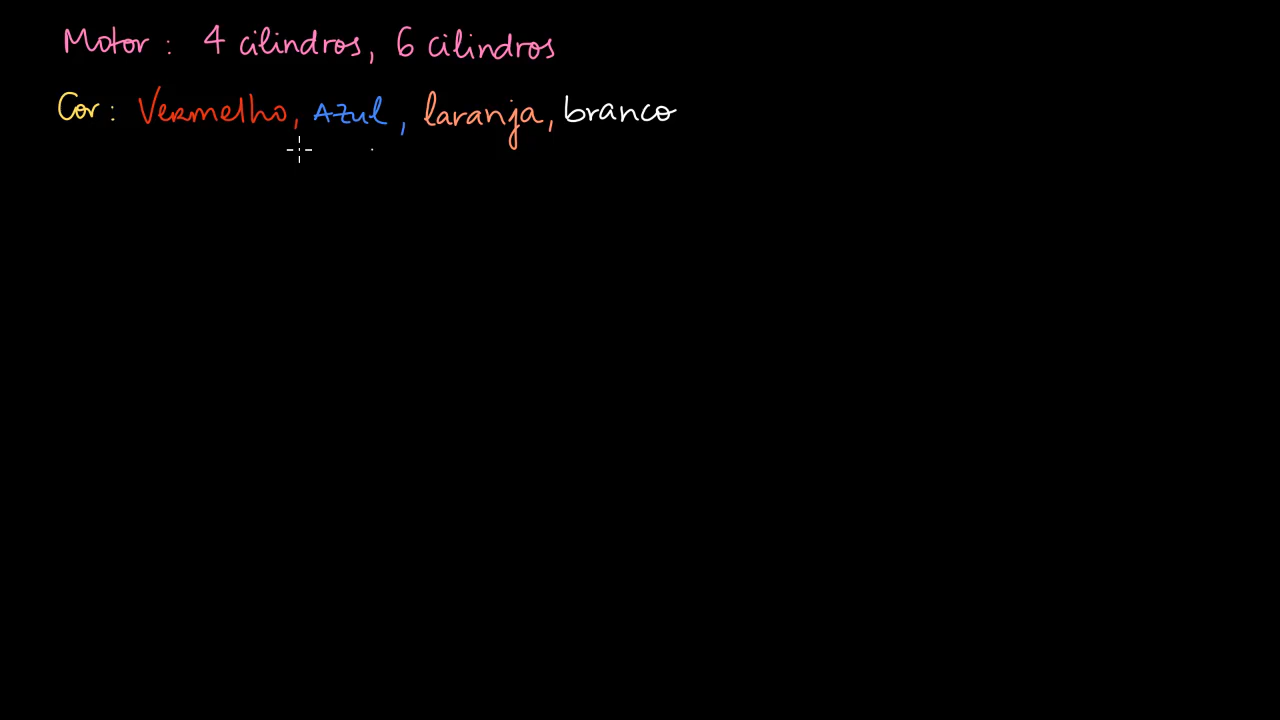 Motor : 4 cilindros, 6 cilindros
Cor : Vermelho, Azul, laranja, branco